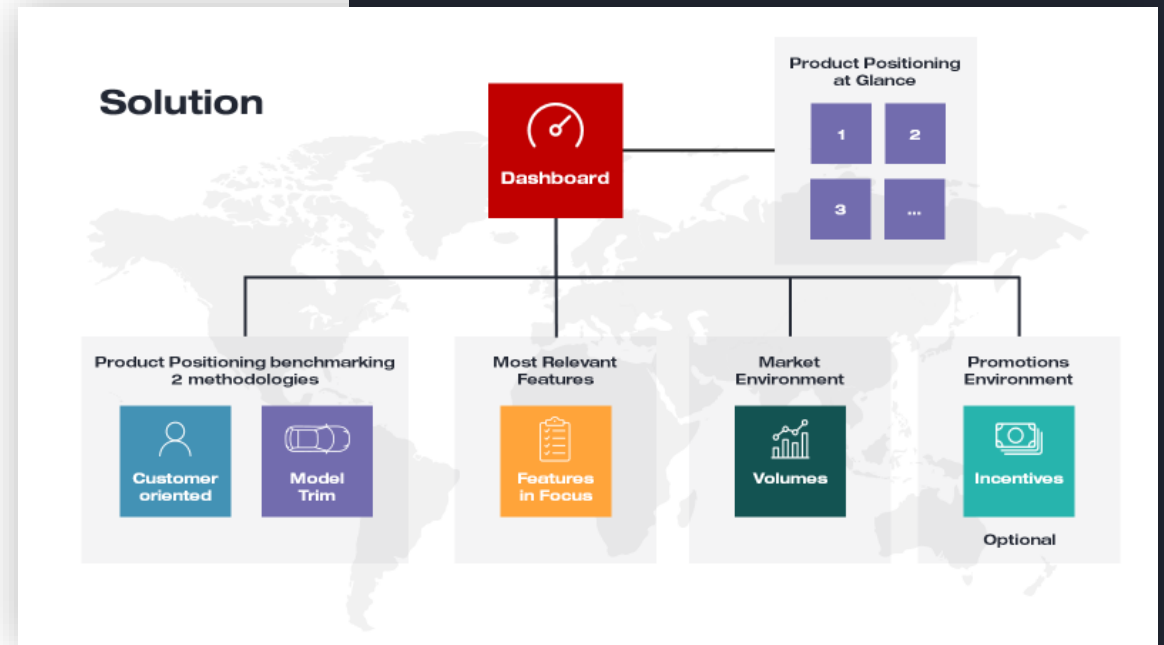 Solution
Dashboard
Product Positioning
at Glance
1
2
3
...
Product Positioning benchmarking
2 methodologies
Customer
oriented
Model
Trim
Most Relevant
Features
Features
in Focus
Market
Environment
Volumes
Promotions
Environment
Incentives
Optional